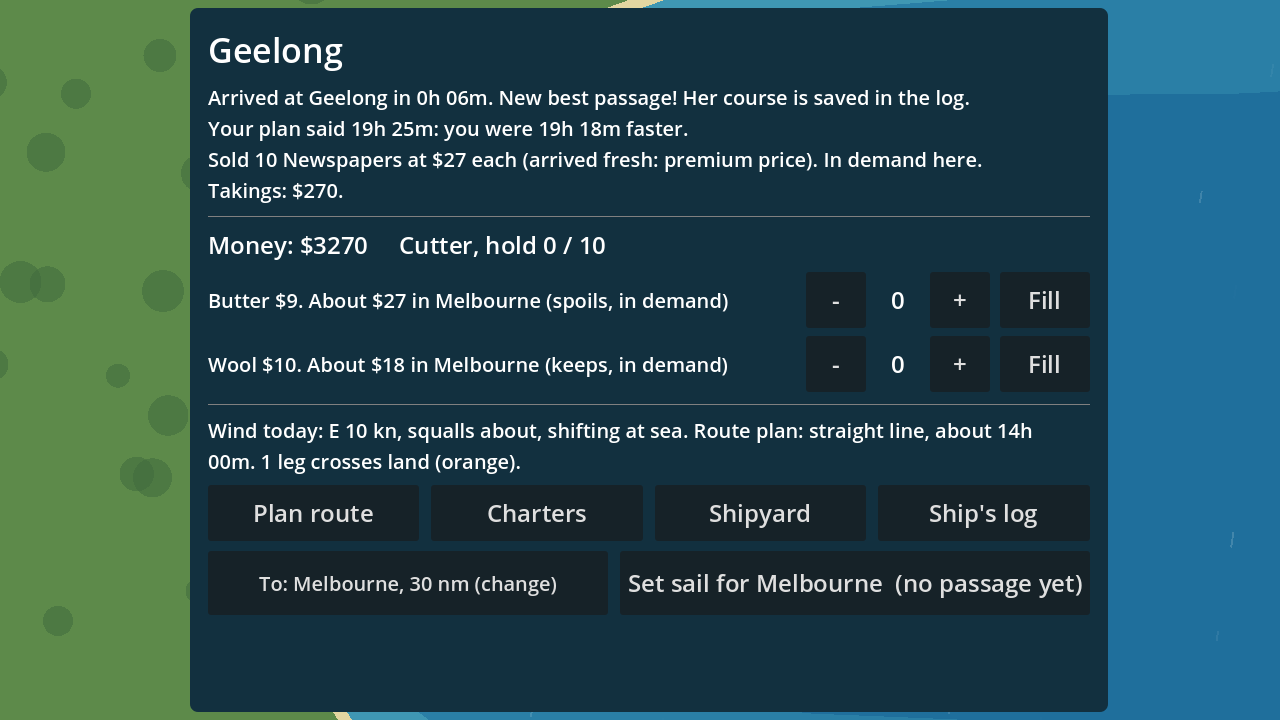 Geelong
Arrived at Geelong in 0h 06m. New best passage! Her course is saved in the log.
Your plan said 19h 25m: you were 19h 18m faster.
Sold 10 Newspapers at $27 each (arrived fresh: premium price). In demand here.
Takings: $270.
Money: $3270 Cutter, hold 0 / 10
Butter $9. About $27 in Melbourne (spoils, in demand) - 0 + Fill
Wool $10. About $18 in Melbourne (keeps, in demand) - 0 + Fill
Wind today: E 10 kn, squalls about, shifting at sea. Route plan: straight line, about 14h
00m. 1 leg crosses land (orange).
Plan route Charters Shipyard Ship's log
To: Melbourne, 30 nm (change) Set sail for Melbourne (no passage yet)